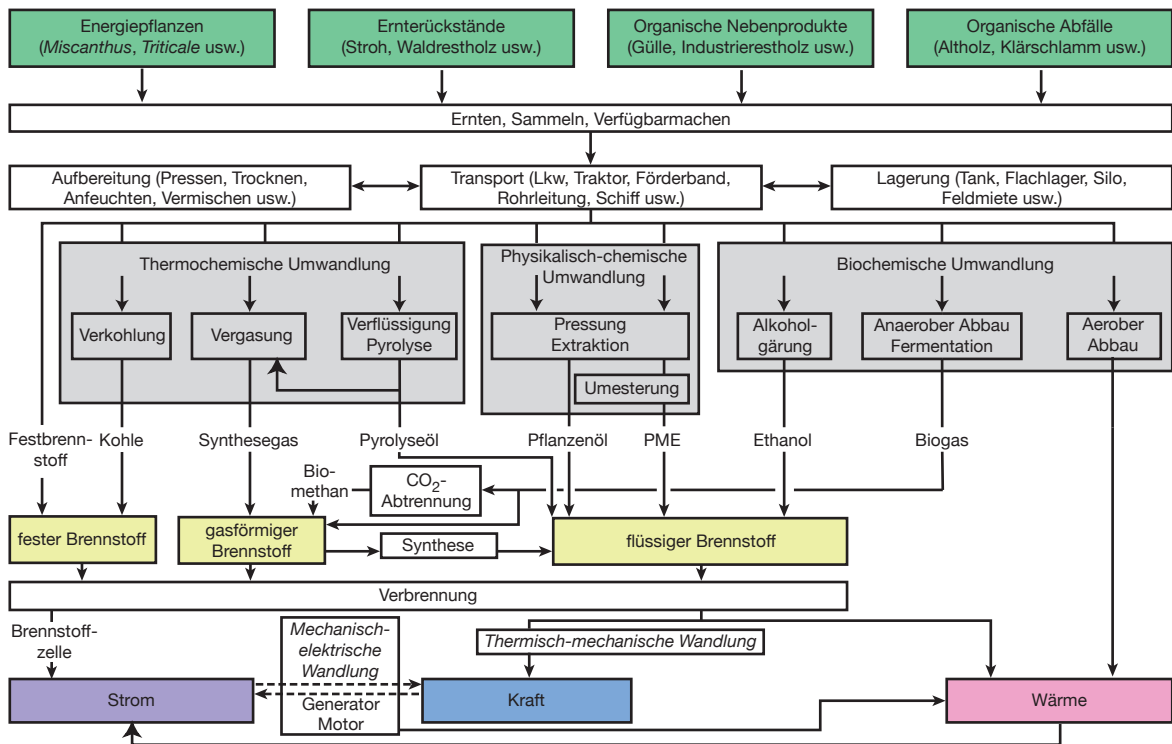 Energiepflanzen
(Miscanthus, Triticale usw.)
Ernterückstände
(Stroh, Waldrestholz usw.)
Organische Nebenprodukte
(Gülle, Industrierestholz usw.)
Organische Abfälle
(Altholz, Klärschlamm usw.)
Ernten, Sammeln, Verfügbarmachen
Aufbereitung (Pressen, Trocknen,
Anfeuchten, Vermischen usw.)
Transport (Lkw, Traktor, Förderband,
Rohrleitung, Schiff usw.)
Lagerung (Tank, Flachlager, Silo,
Feldmiete usw.)
Thermochemische Umwandlung
Physikalisch-chemische
Umwandlung
Biochemische Umwandlung
Verkohlung
Vergasung
Verflüssigung
Pyrolyse
Pressung
Extraktion
Umesterung
Alkohol-
gärung
Anaerober Abbau
Fermentation
Aerober
Abbau
Festbrenn-
stoff
Kohle
Synthesegas
Pyrolyseöl
Pflanzenöl
PME
Ethanol
Biogas
Bio-
methan
CO2-
Abtrennung
fester Brennstoff
gasförmiger
Brennstoff
Synthese
flüssiger Brennstoff
Verbrennung
Brennstoff-
zelle
Mechanisch-
elektrische
Wandlung
Generator
Motor
Thermisch-mechanische Wandlung
Strom
Kraft
Wärme